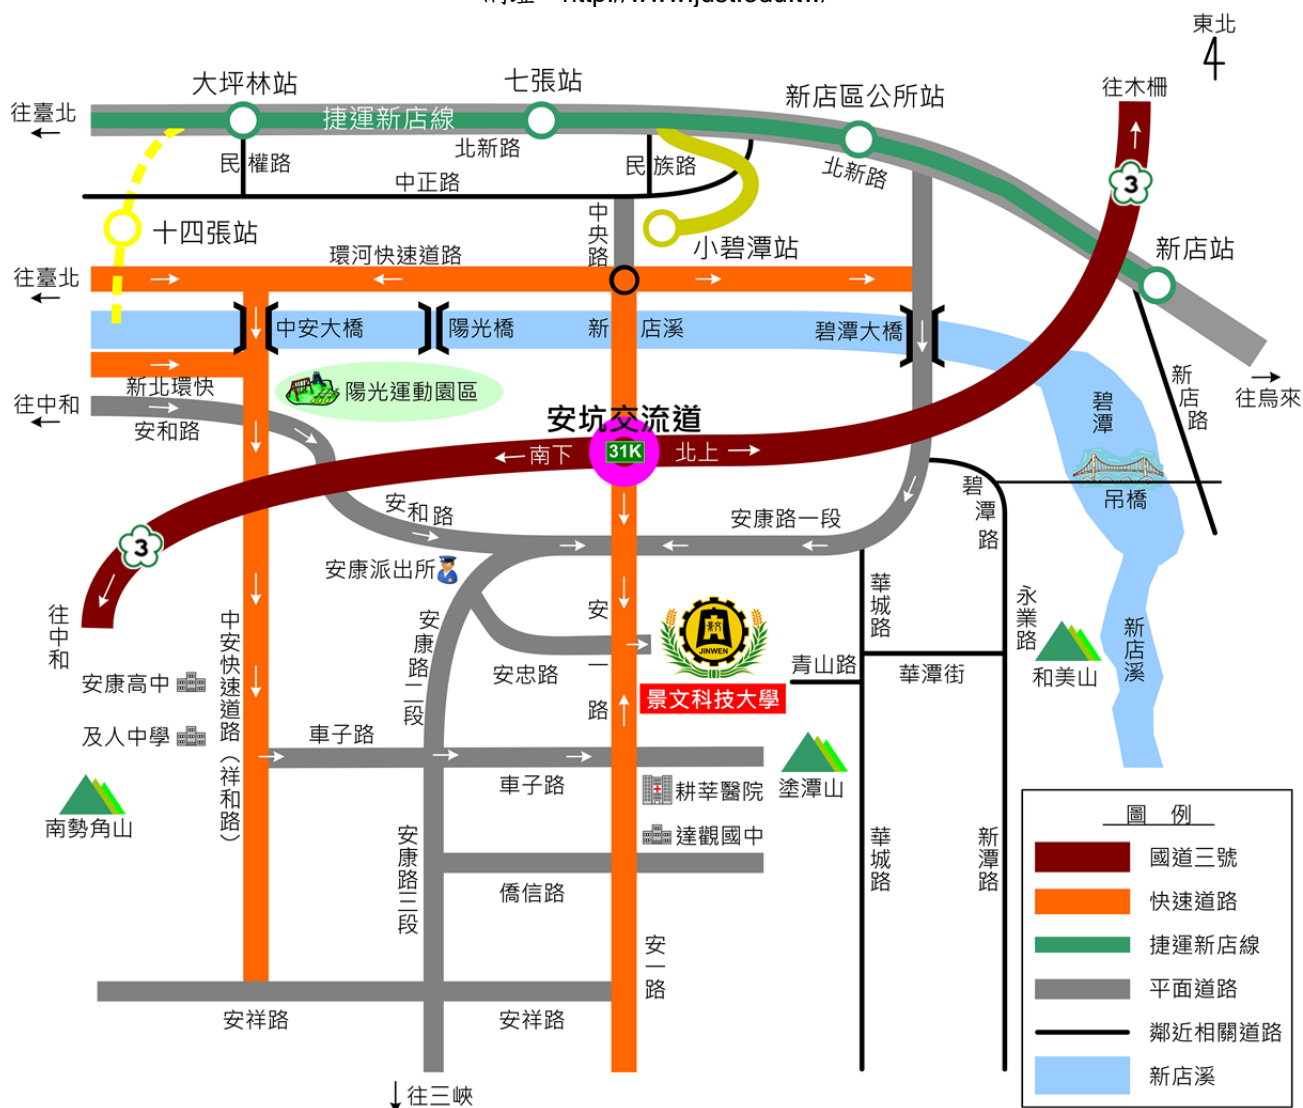 東北
大坪林站
七張站
新店區公所站
往木柵
往臺北
捷運新店線
北新路
北新路
民權路
民族路
中正路
3
十四張站
中央路
小碧潭站
新店站
環河快速道路
往臺北
中安大橋
陽光橋
新店溪
碧潭大橋
新北環快
陽光運動園區
往中和
安和路
安坑交流道
31K
南下
北上
碧潭
新店路
往烏來
吊橋
碧潭路
安和路
安康路一段
3
安康派出所
往中和
中安快速道路（祥和路）
安康路二段
安一路
JINWEN
景文科技大學
華城路
永業路
新店溪
和美山
青山路
華潭街
安忠路
安康高中
及人中學
車子路
車子路
南勢角山
耕莘醫院
塗潭山
達觀國中
安康路三段
僑信路
華城路
新潭路
安一路
安祥路
安祥路
往三峽
圖 例
國道三號
快速道路
捷運新店線
平面道路
鄰近相關道路
新店溪